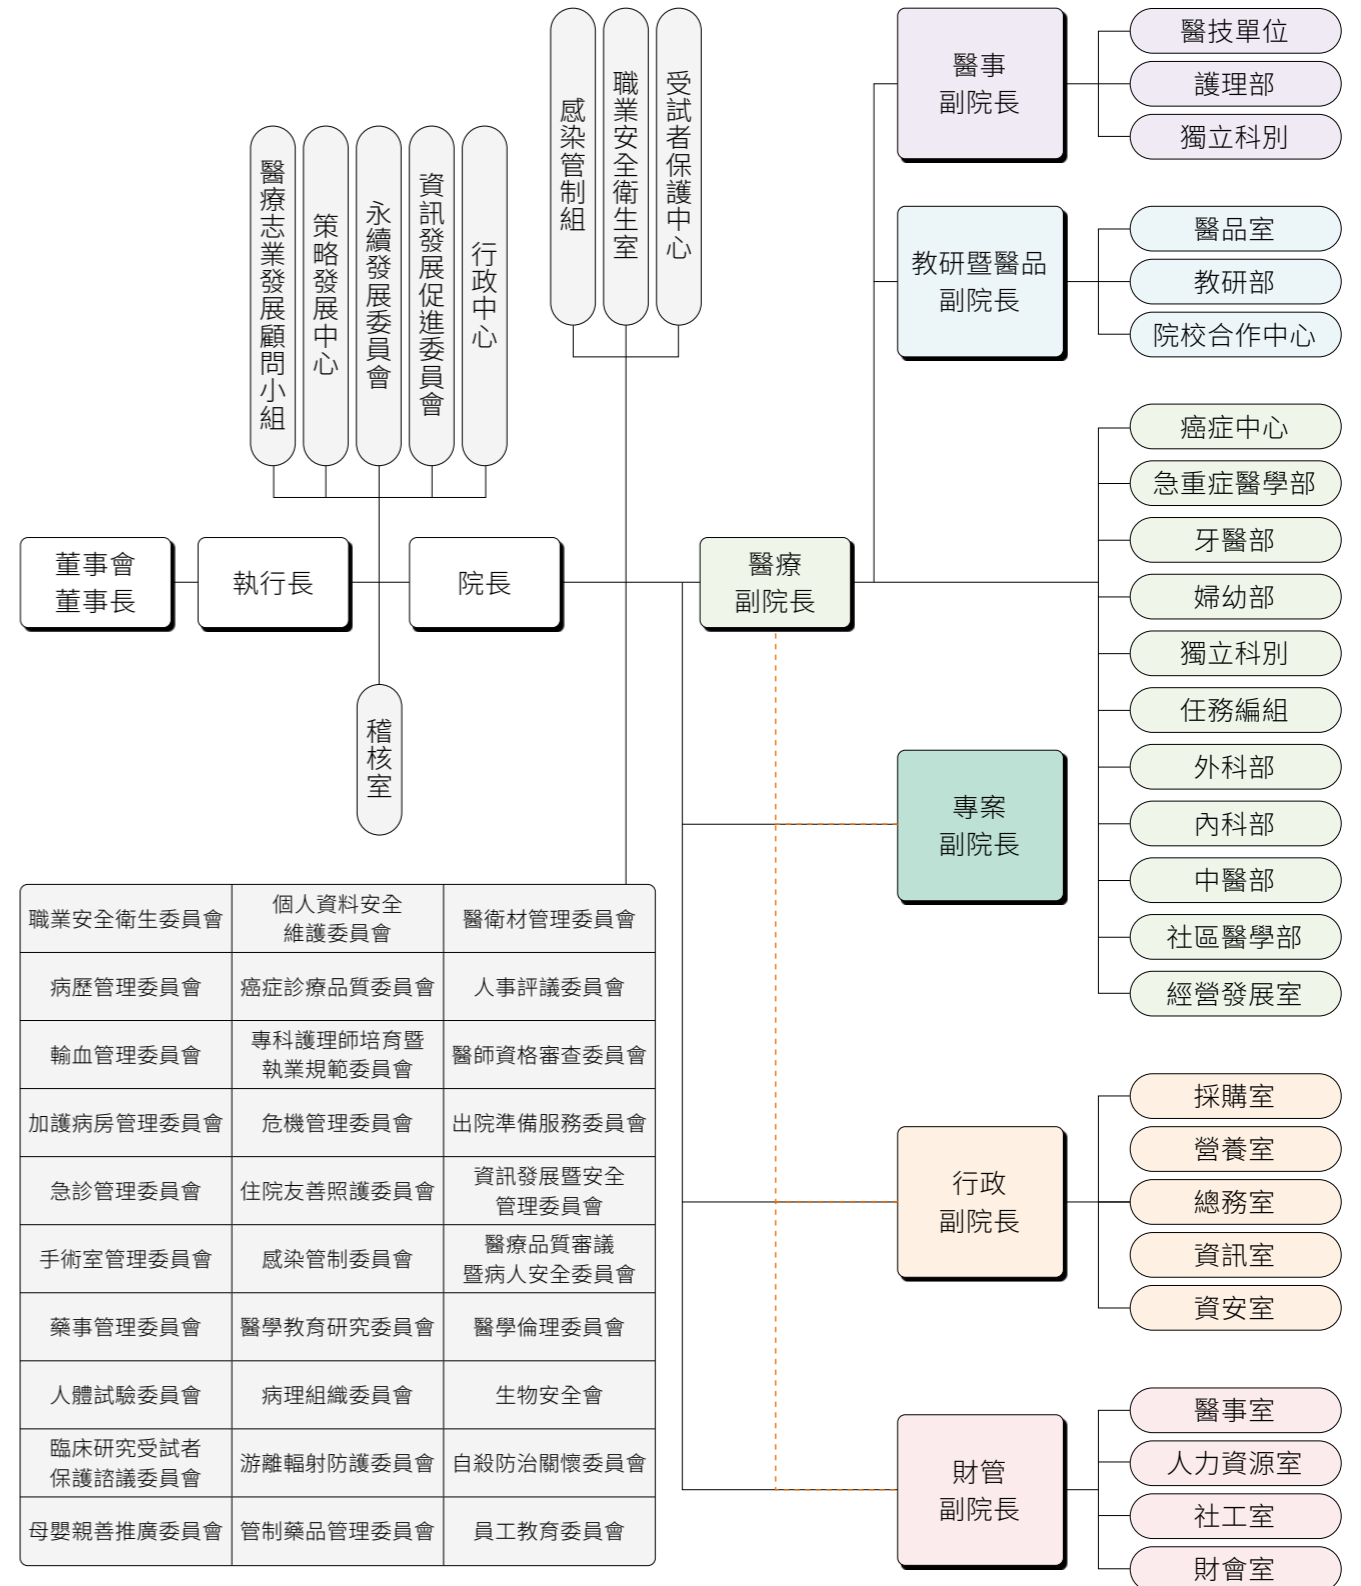 董事會
董事長
執行長
院長
醫療志業發展顧問小組
策略發展中心
永續發展委員會
資訊發展促進委員會
行政中心
稽核室
感染管制組
職業安全衛生室
受試者保護中心
醫療
副院長
醫事
副院長
醫技單位
護理部
獨立科別
教研暨醫品
副院長
醫品室
教研部
院校合作中心
癌症中心
急重症醫學部
牙醫部
婦幼部
獨立科別
任務編組
外科部
內科部
中醫部
社區醫學部
經營發展室
專案
副院長
行政
副院長
採購室
營養室
總務室
資訊室
資安室
財管
副院長
醫事室
人力資源室
社工室
財會室
職業安全衛生委員會
個人資料安全
維護委員會
醫衛材管理委員會
病歷管理委員會
癌症診療品質委員會
人事評議委員會
輸血管理委員會
專科護理師培育暨
執業規範委員會
醫師資格審查委員會
加護病房管理委員會
危機管理委員會
出院準備服務委員會
急診管理委員會
住院友善照護委員會
資訊發展暨安全
管理委員會
手術室管理委員會
感染管制委員會
醫療品質審議
暨病人安全委員會
藥事管理委員會
醫學教育研究委員會
醫學倫理委員會
人體試驗委員會
病理組織委員會
生物安全會
臨床研究受試者
保護諮議委員會
游離輻射防護委員會
自殺防治關懷委員會
母嬰親善推廣委員會
管制藥品管理委員會
員工教育委員會